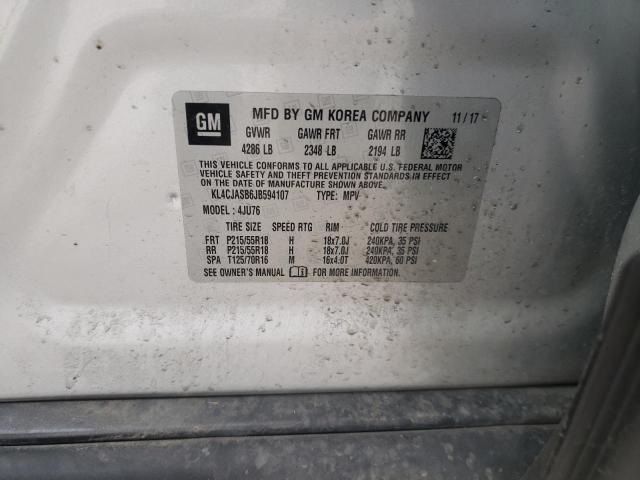 GM
MFD BY GM KOREA COMPANY 11/17
GVWR GAWR FRT GAWR RR
4286 LB 2348 LB 2194 LB
THIS VEHICLE CONFORMS TO ALL APPLICABLE U.S. FEDERAL MOTOR
VEHICLE SAFETY AND THEFT PREVENTION STANDARDS IN EFFECT ON
THE DATE OF MANUFACTURE SHOWN ABOVE.
KL4CJASB6JB594107 TYPE: MPV
MODEL : 4JU76
TIRE SIZE SPEED RTG RIM COLD TIRE PRESSURE
FRT P215/55R18 H 18x7.0J 240KPA, 35 PSI
RR P215/55R18 H 18x7.0J 240KPA, 35 PSI
SPA T125/70R16 M 16x4.0T 420KPA, 60 PSI
SEE OWNER'S MANUAL FOR MORE INFORMATION.